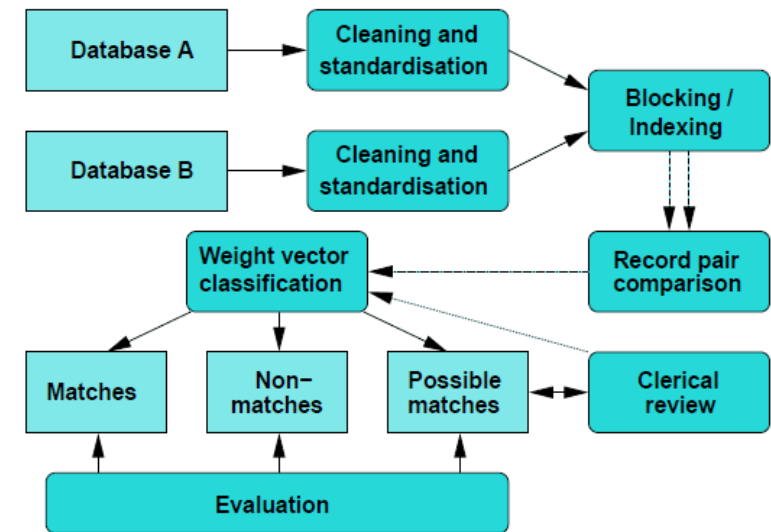 Database A
Cleaning and
standardisation
Blocking /
Indexing
Database B
Cleaning and
standardisation
Weight vector
classification
Record pair
comparison
Matches
Non–
matches
Possible
matches
Clerical
review
Evaluation